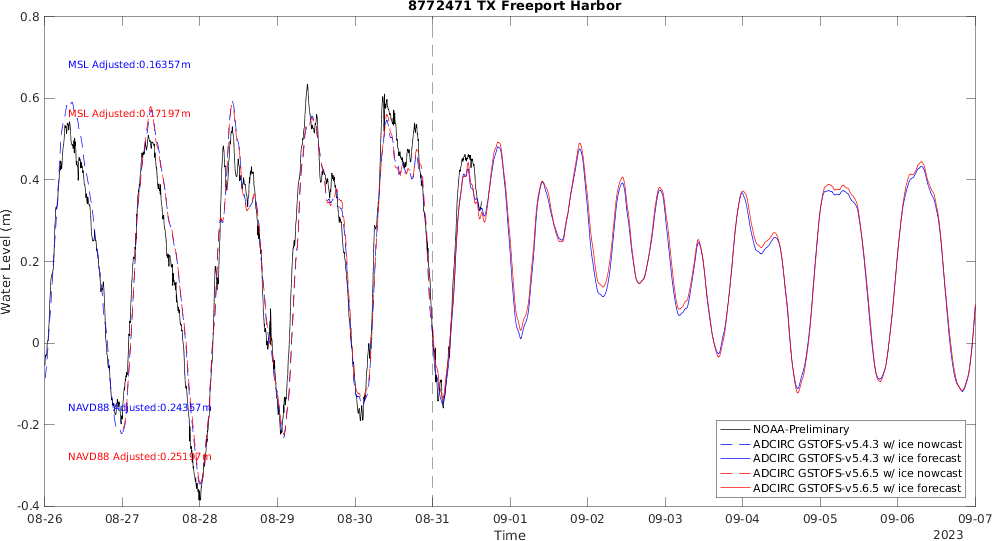 8772471 TX Freeport Harbor
0.8
0.6
0.4
0.2
0
-0.2
-0.4
Water Level (m)
MSL Adjusted:0.16357m
MSL Adjusted:0.17197m
NAVD88 Adjusted:0.24357m
NAVD88 Adjusted:0.25197m
NOAA-Preliminary
ADCIRC GSTOFS-v5.4.3 w/ ice nowcast
ADCIRC GSTOFS-v5.4.3 w/ ice forecast
ADCIRC GSTOFS-v5.6.5 w/ ice nowcast
ADCIRC GSTOFS-v5.6.5 w/ ice forecast
08-26 08-27 08-28 08-29 08-30 08-31 09-01 09-02 09-03 09-04 09-05 09-06 09-07
Time
2023